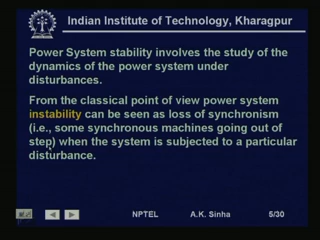 Indian Institute of Technology, Kharagpur
Power System stability involves the study of the
dynamics of the power system under
disturbances.
From the classical point of view power system
instability can be seen as loss of synchronism
(i.e., some synchronous machines going out of
step) when the system is subjected to a particular
disturbance.
NPTEL A.K. Sinha 5/30